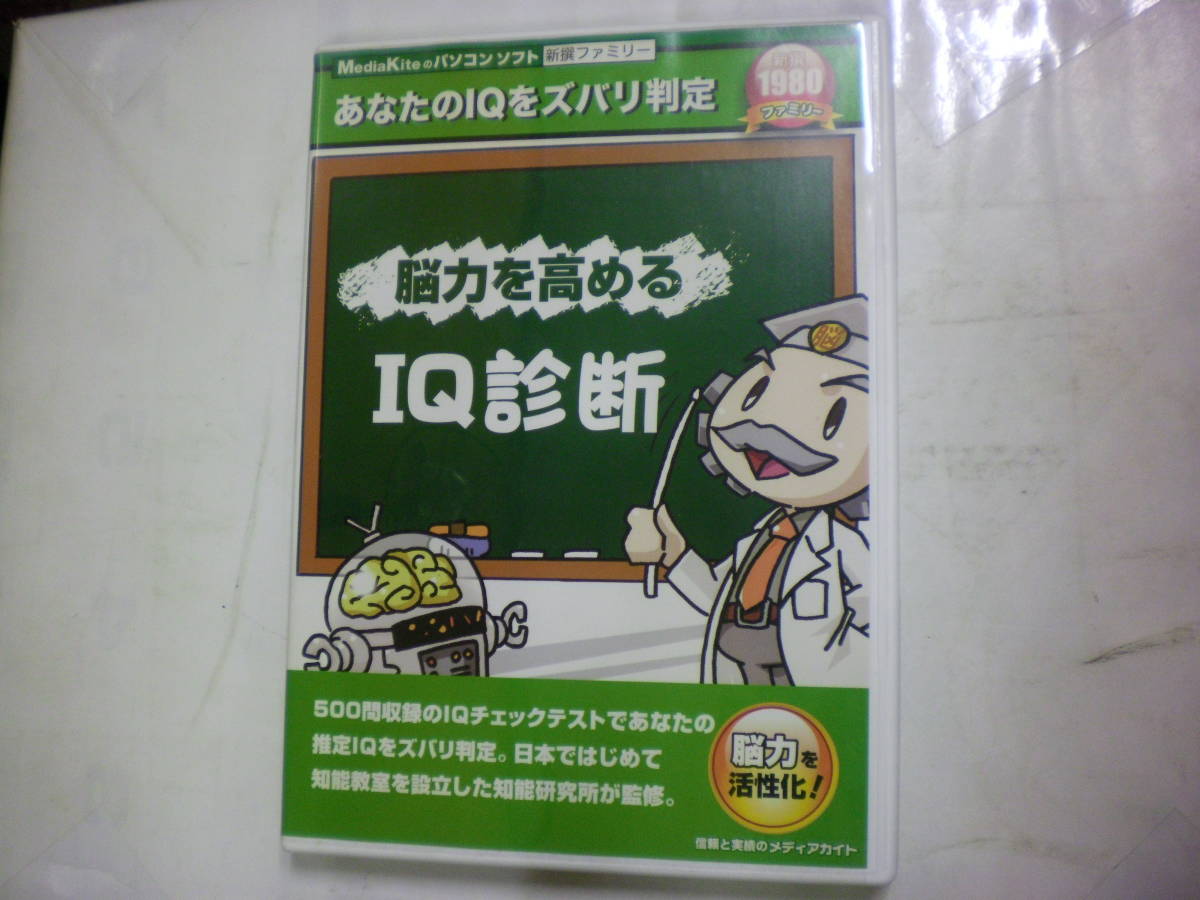 MediaKiteのパソコンソフト 新撰ファミリー
あなたのIQをズバリ判定
新撰
1980
ファミリー
脳力を高める
IQ診断
脳
500問収録のIQチェックテストであなたの
推定IQをズバリ判定。日本ではじめて
知能教室を設立した知能研究所が監修。
脳力を
活性化!
信頼と実績のメディアカイト